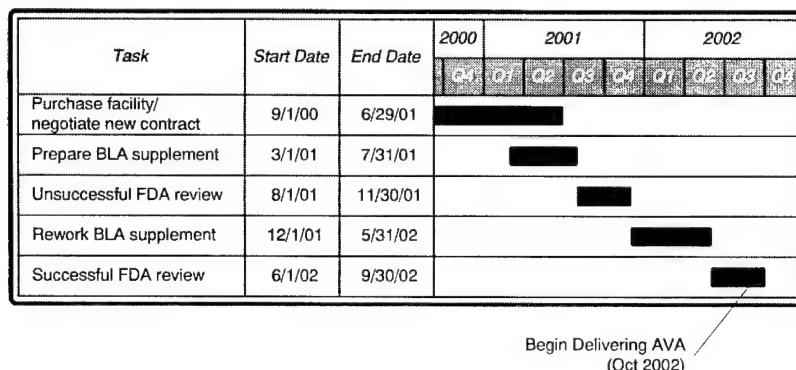 Task Start Date End Date 2000 2001 2002
Q4 Q1 Q2 Q3 Q4 Q1 Q2 Q3 Q4
Purchase facility/
negotiate new contract 9/1/00 6/29/01
Prepare BLA supplement 3/1/01 7/31/01
Unsuccessful FDA review 8/1/01 11/30/01
Rework BLA supplement 12/1/01 5/31/02
Successful FDA review 6/1/02 9/30/02
Begin Delivering AVA
(Oct 2002)